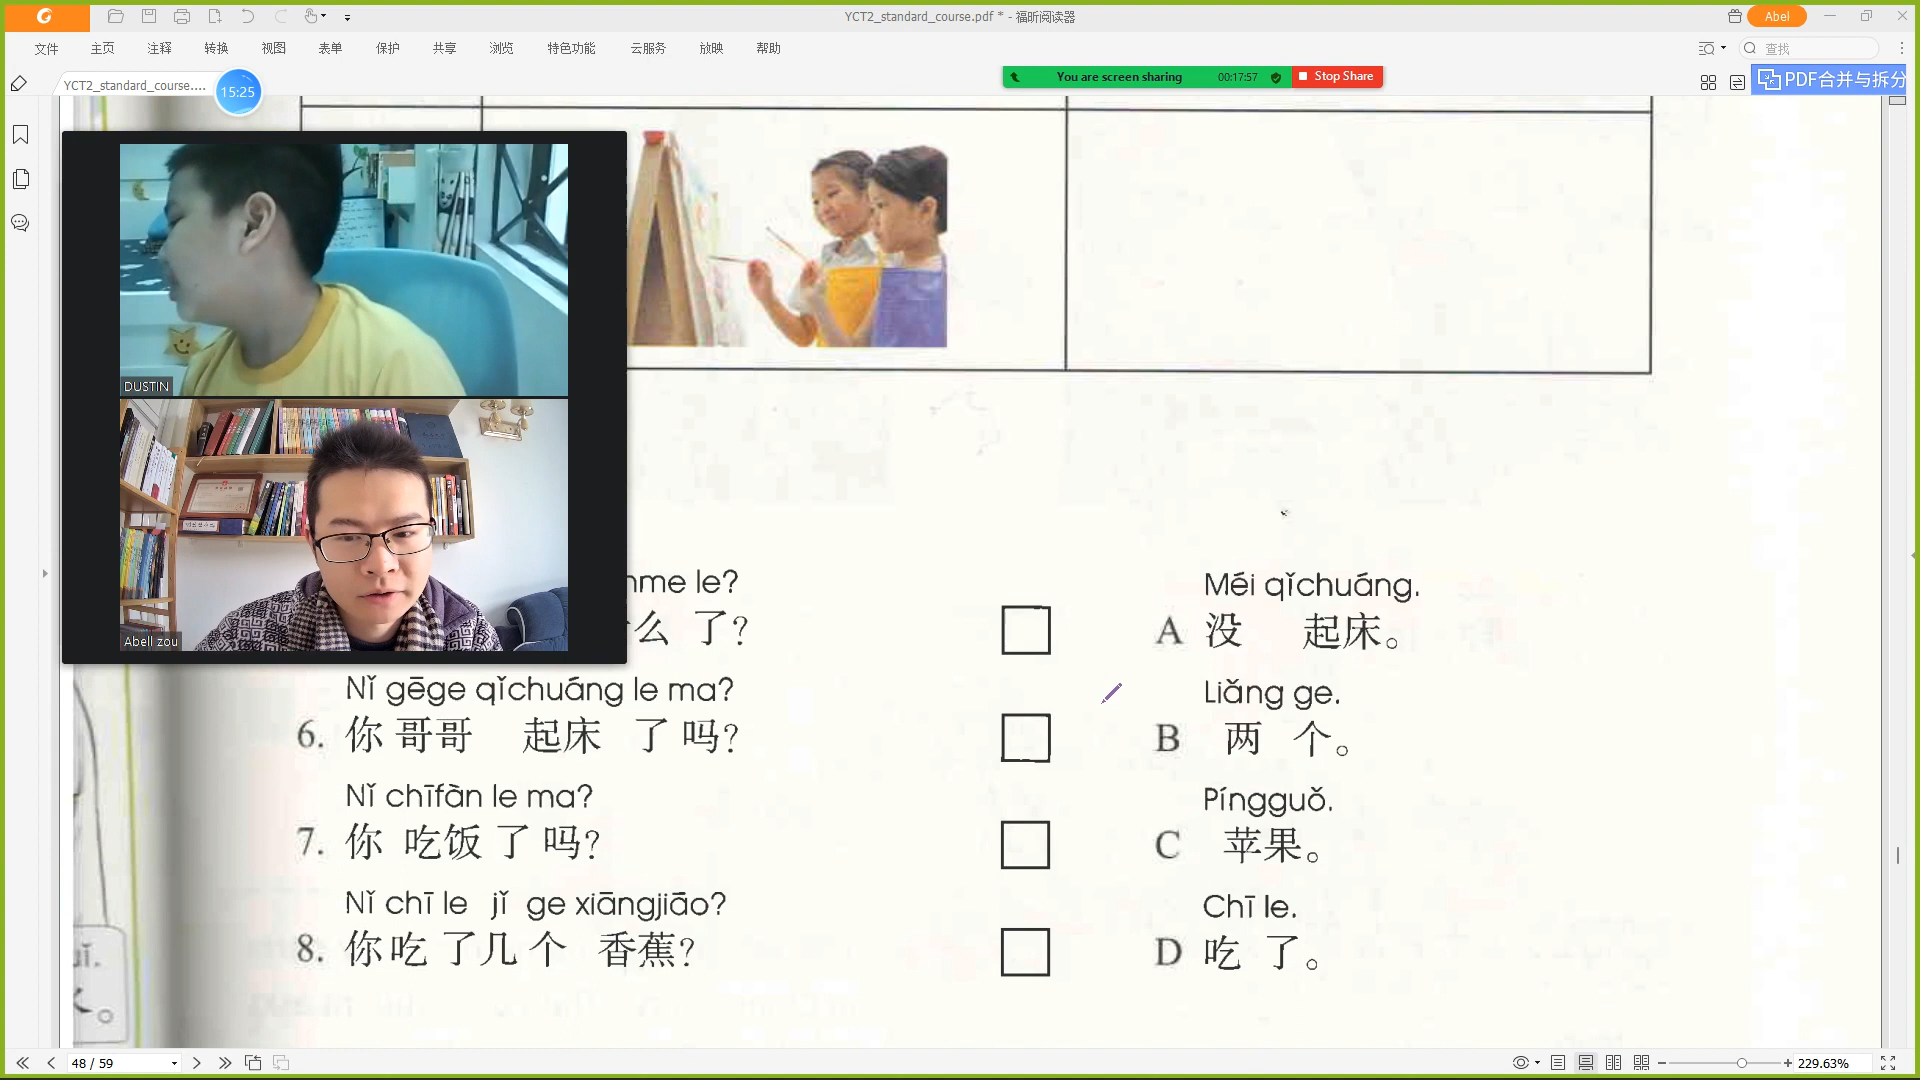 YCT2_standard_course.pdf * - 福昕阅读器
Abel
文件 主页 注释 转换 视图 表单 保护 共享 浏览 特色功能 云服务 放映 帮助
查找
YCT2_standard_course....
15:25
You are screen sharing 00:17:57 Stop Share
PDF合并与拆分
DUSTIN
Abell zou
me le?
么 了?
Nǐ gēge qǐchuáng le ma?
6. 你 哥哥 起床 了 吗?
Nǐ chīfàn le ma?
7. 你 吃饭 了 吗?
Nǐ chī le jǐ ge xiāngjiāo?
8. 你 吃 了 几 个 香蕉?
Méi qǐchuáng.
A 没 起床。
Liǎng ge.
B 两 个。
Píngguǒ.
C 苹果。
Chī le.
D 吃 了。
48 / 59
229.63%